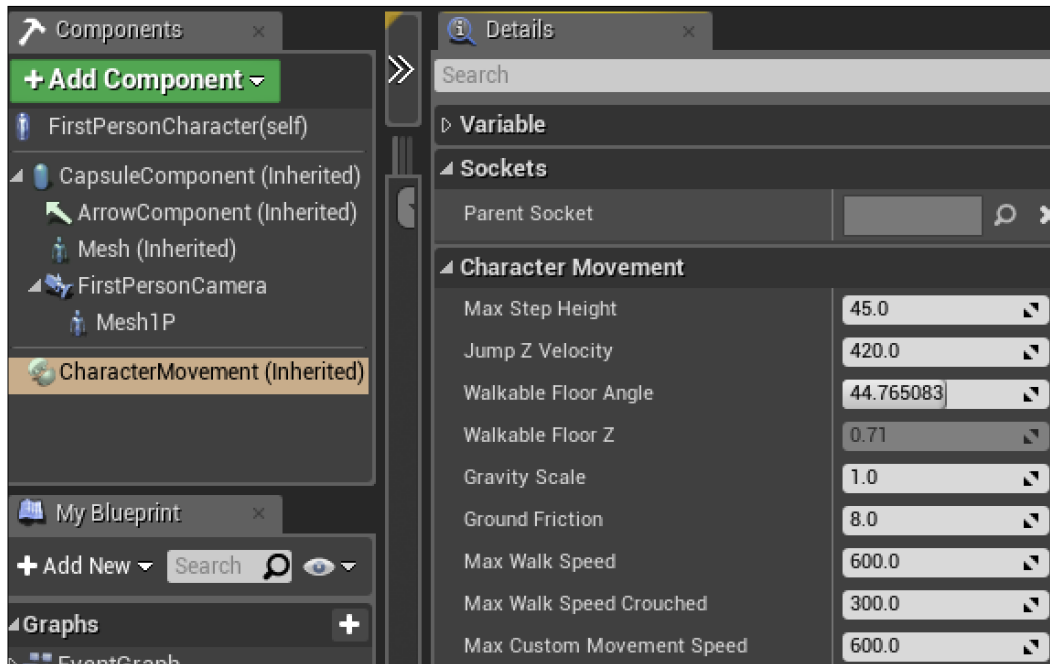 Components
+ Add Component
FirstPersonCharacter(self)
CapsuleComponent (Inherited)
ArrowComponent (Inherited)
Mesh (Inherited)
FirstPersonCamera
Mesh1P
CharacterMovement (Inherited)
My Blueprint
+ Add New
Search
Graphs
EventGraph
Details
Search
Variable
Sockets
Parent Socket
Character Movement
Max Step Height 45.0
Jump Z Velocity 420.0
Walkable Floor Angle 44.765083
Walkable Floor Z 0.71
Gravity Scale 1.0
Ground Friction 8.0
Max Walk Speed 600.0
Max Walk Speed Crouched 300.0
Max Custom Movement Speed 600.0